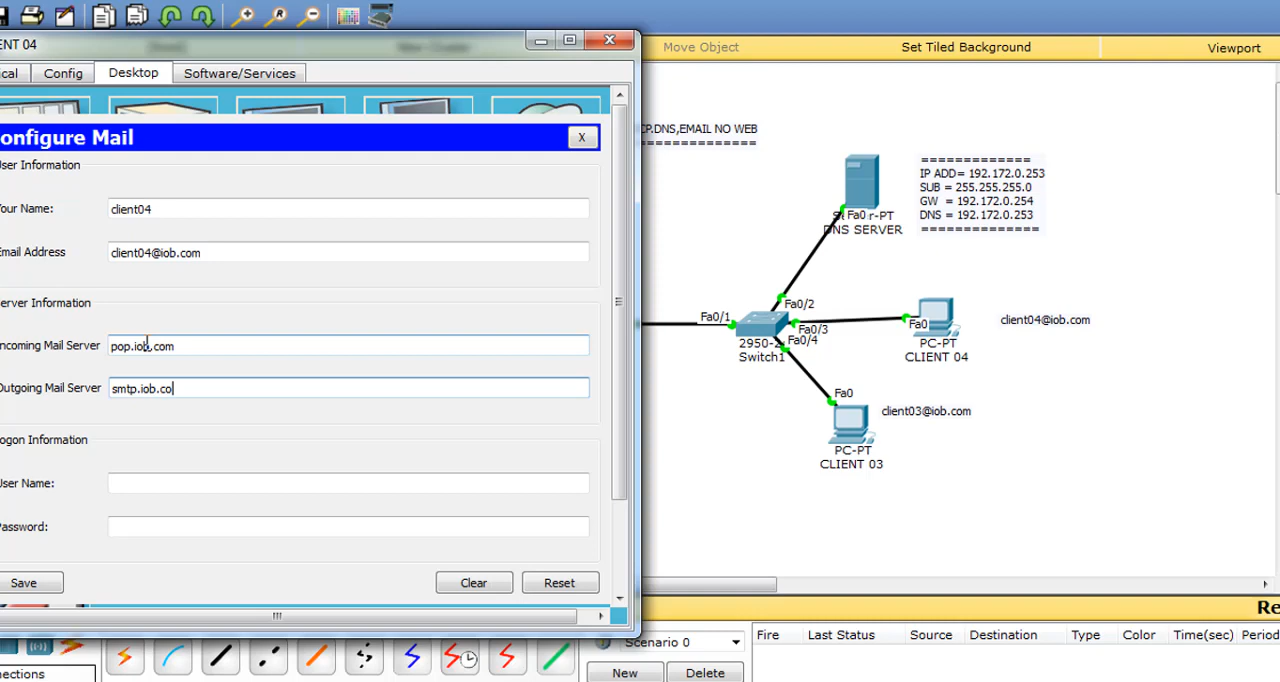 ENT 04
Move Object
Set Tiled Background
Viewport
cal
Config
Desktop
Software/Services
onfigure Mail
X
ser Information
our Name:
client04
mail Address
client04@iob.com
erver Information
ncoming Mail Server
pop.iob.com
Outgoing Mail Server
smtp.iob.co
ogon Information
ser Name:
assword:
Save
Clear
Reset
CP.DNS,EMAIL NO WEB
==============
=============
IP ADD= 192.172.0.253
SUB = 255.255.255.0
GW = 192.172.0.254
DNS = 192.172.0.253
==============
Fa0
r-PT
DNS SERVER
Fa0/2
Fa0/1
Fa0/3
Fa0/4
2950-2
Switch1
Fa0
PC-PT
CLIENT 04
client04@iob.com
Fa0
client03@iob.com
PC-PT
CLIENT 03
Re
Scenario 0
Fire
Last Status
Source
Destination
Type
Color
Time(sec)
Period
New
Delete
nections